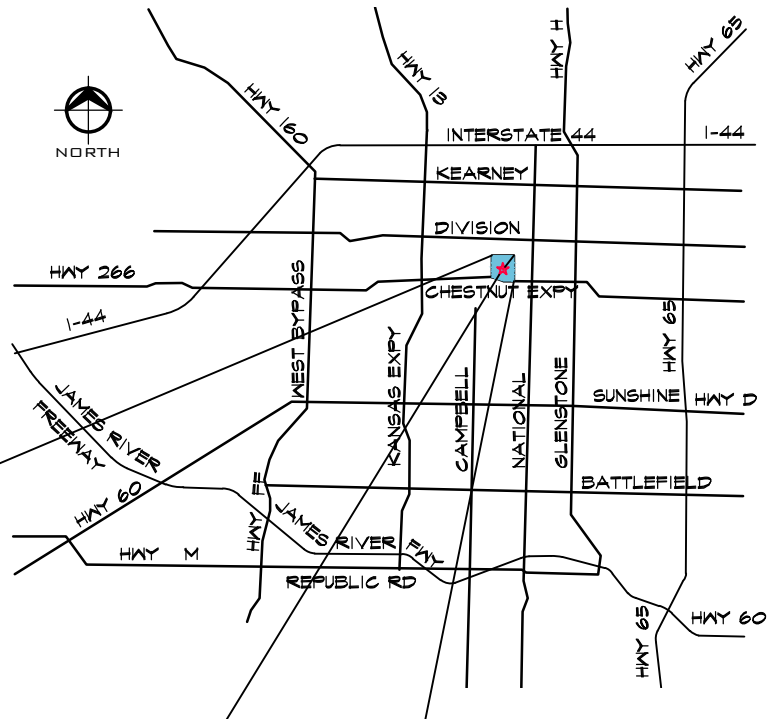 HWY 65
HWY H
HWY 13
HWY 160
INTERSTATE 44
I-44
NORTH
KEARNEY
DIVISION
HWY 266
CHESTNUT EXPY
I-44
WEST BYPASS
HWY 65
KANSAS EXPY
CAMPBELL
NATIONAL
GLENSTONE
SUNSHINE
HWY D
JAMES RIVER
FREEWAY
HWY FF
BATTLEFIELD
HWY 60
JAMES RIVER FWY
HWY M
REPUBLIC RD
HWY 65
HWY 60